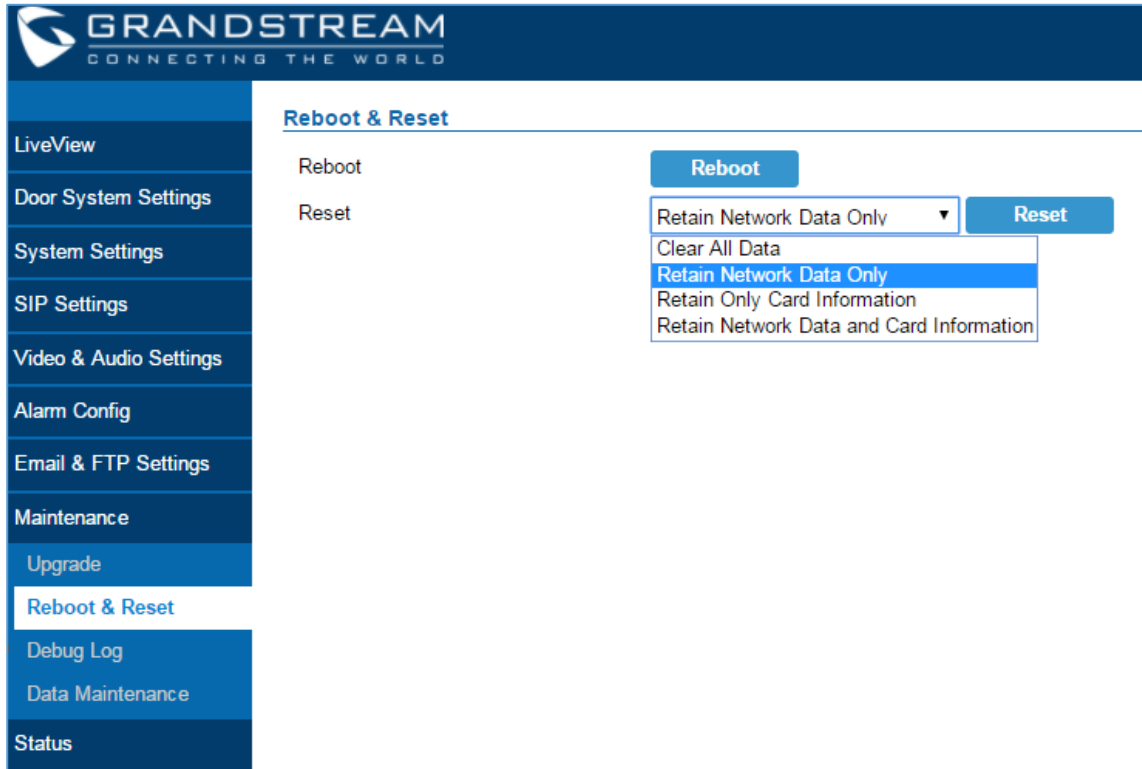 GRANDSTREAM
CONNECTING THE WORLD
LiveView
Door System Settings
System Settings
SIP Settings
Video & Audio Settings
Alarm Config
Email & FTP Settings
Maintenance
Upgrade
Reboot & Reset
Debug Log
Data Maintenance
Status
Reboot & Reset
Reboot
Reboot
Reset
Retain Network Data Only
Reset
Clear All Data
Retain Network Data Only
Retain Only Card Information
Retain Network Data and Card Information